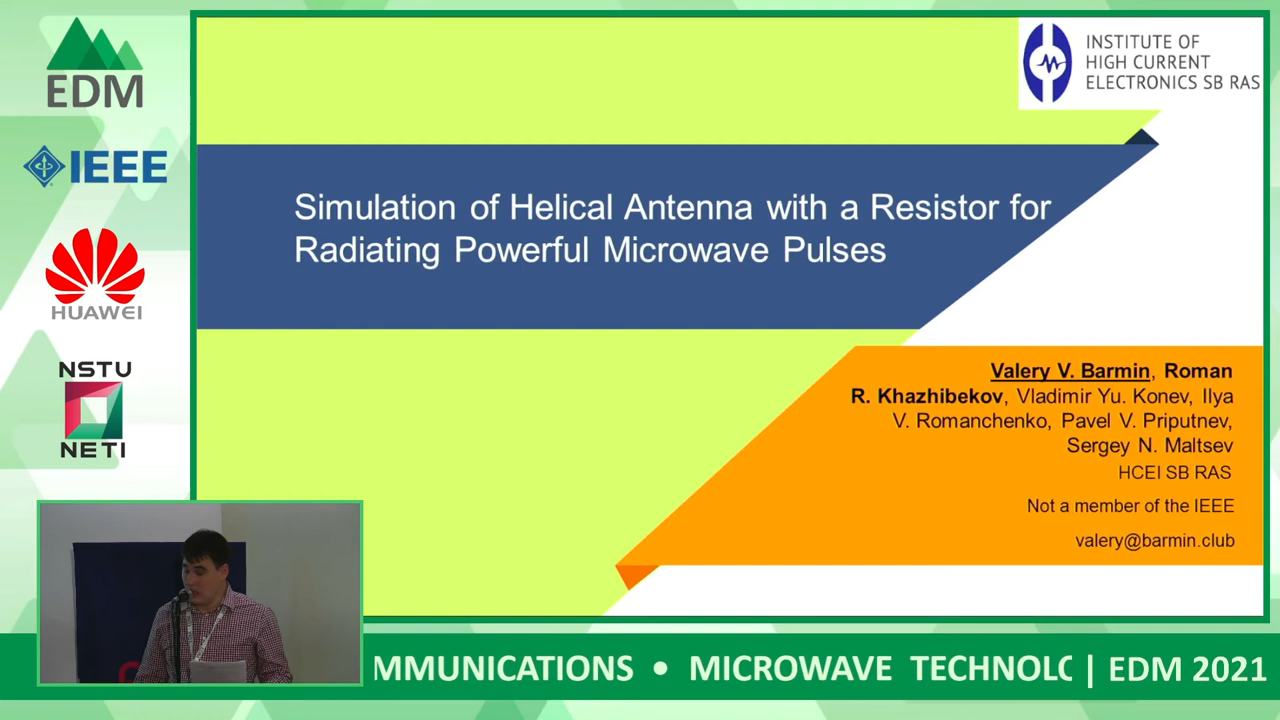 EDM
IEEE
HUAWEI
NSTU
NETI
INSTITUTE OF
HIGH CURRENT
ELECTRONICS SB RAS
Simulation of Helical Antenna with a Resistor for
Radiating Powerful Microwave Pulses
Valery V. Barmin, Roman
R. Khazhibekov, Vladimir Yu. Konev, Ilya
V. Romanchenko, Pavel V. Priputnev,
Sergey N. Maltsev
HCEI SB RAS
Not a member of the IEEE
valery@barmin.club
MMUNICATIONS • MICROWAVE TECHNOLO | EDM 2021